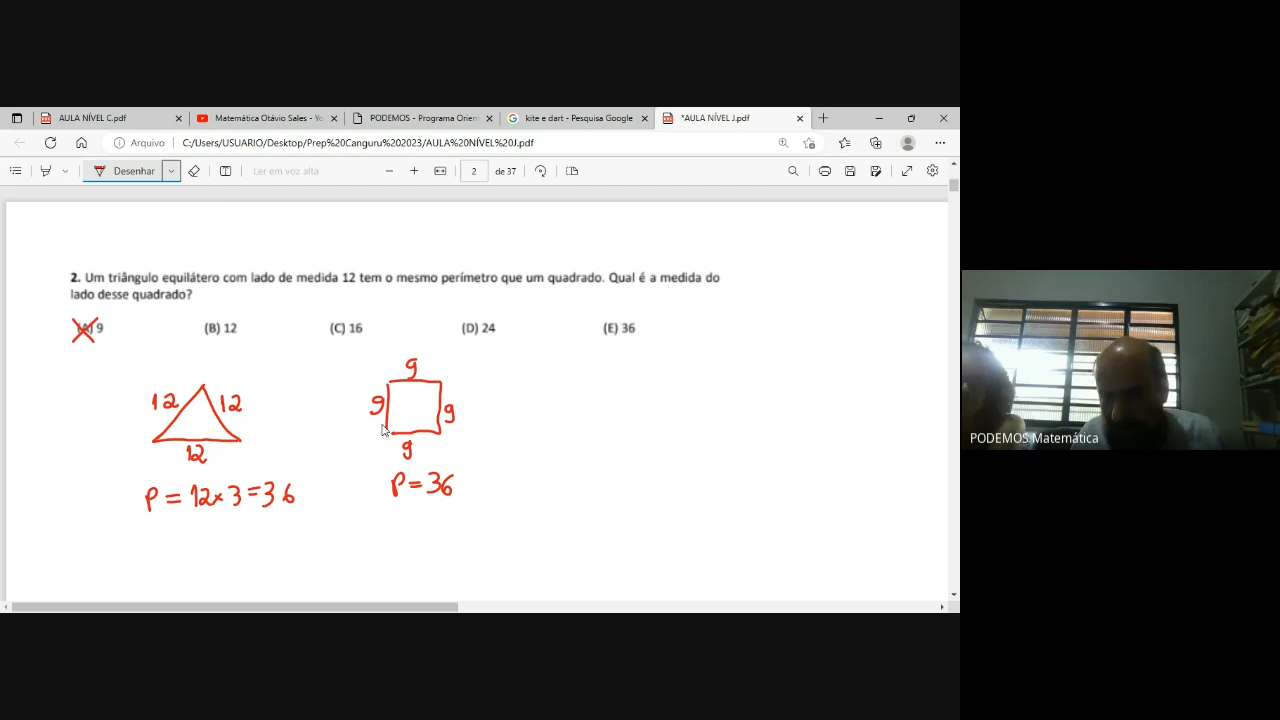 AULA NÍVEL C.pdf
Matemática Otávio Sales - Yo
PODEMOS - Programa Orien
kite e dart - Pesquisa Google
*AULA NÍVEL J.pdf
Arquivo
C:/Users/USUARIO/Desktop/Prep%20Canguru%202023/AULA%20NÍVEL%20J.pdf
Desenhar
Ler em voz alta
2 de 37
2. Um triângulo equilátero com lado de medida 12 tem o mesmo perímetro que um quadrado. Qual é a medida do
lado desse quadrado?
(A) 9 (B) 12 (C) 16 (D) 24 (E) 36
9
12 12 9 9
12 9
P = 12 x 3 = 36 P = 36
PODEMOS Matemática